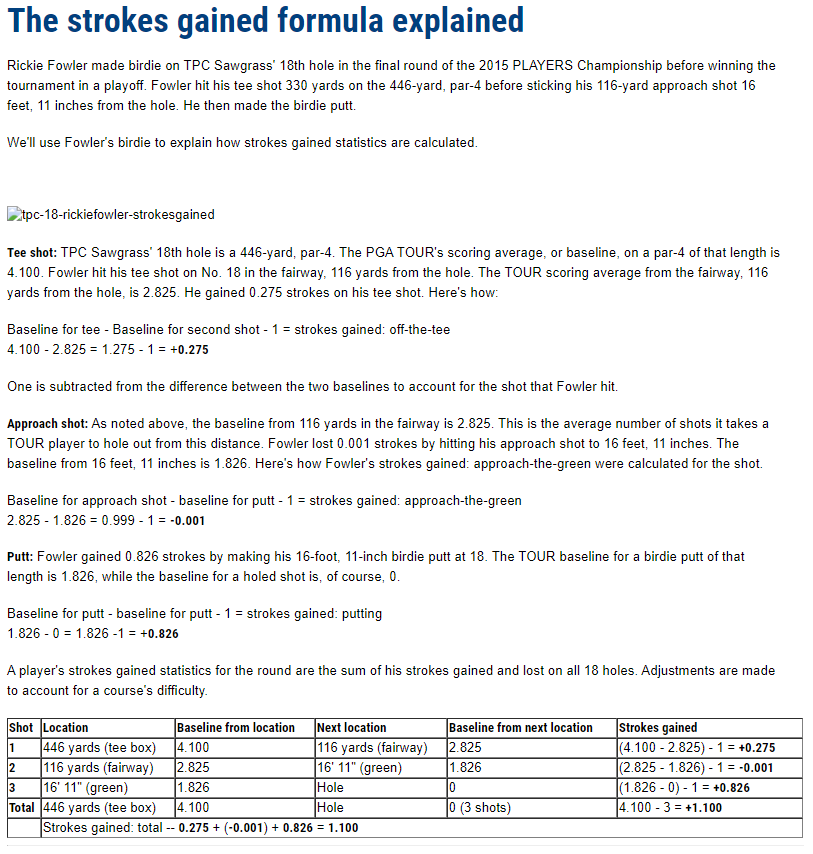 The strokes gained formula explained
Rickie Fowler made birdie on TPC Sawgrass' 18th hole in the final round of the 2015 PLAYERS Championship before winning the
tournament in a playoff. Fowler hit his tee shot 330 yards on the 446-yard, par-4 before sticking his 116-yard approach shot 16
feet, 11 inches from the hole. He then made the birdie putt.
We'll use Fowler's birdie to explain how strokes gained statistics are calculated.
tpc-18-rickiefowler-strokesgained
Tee shot: TPC Sawgrass' 18th hole is a 446-yard, par-4. The PGA TOUR's scoring average, or baseline, on a par-4 of that length is
4.100. Fowler hit his tee shot on No. 18 in the fairway, 116 yards from the hole. The TOUR scoring average from the fairway, 116
yards from the hole, is 2.825. He gained 0.275 strokes on his tee shot. Here's how:
Baseline for tee - Baseline for second shot - 1 = strokes gained: off-the-tee
4.100 - 2.825 = 1.275 - 1 = +0.275
One is subtracted from the difference between the two baselines to account for the shot that Fowler hit.
Approach shot: As noted above, the baseline from 116 yards in the fairway is 2.825. This is the average number of shots it takes a
TOUR player to hole out from this distance. Fowler lost 0.001 strokes by hitting his approach shot to 16 feet, 11 inches. The
baseline from 16 feet, 11 inches is 1.826. Here's how Fowler's strokes gained: approach-the-green were calculated for the shot.
Baseline for approach shot - baseline for putt - 1 = strokes gained: approach-the-green
2.825 - 1.826 = 0.999 - 1 = -0.001
Putt: Fowler gained 0.826 strokes by making his 16-foot, 11-inch birdie putt at 18. The TOUR baseline for a birdie putt of that
length is 1.826, while the baseline for a holed shot is, of course, 0.
Baseline for putt - baseline for putt - 1 = strokes gained: putting
1.826 - 0 = 1.826 -1 = +0.826
A player's strokes gained statistics for the round are the sum of his strokes gained and lost on all 18 holes. Adjustments are made
to account for a course's difficulty.
Shot Location Baseline from location Next location Baseline from next location Strokes gained
1 446 yards (tee box) 4.100 116 yards (fairway) 2.825 (4.100 - 2.825) - 1 = +0.275
2 116 yards (fairway) 2.825 16' 11" (green) 1.826 (2.825 - 1.826) - 1 = -0.001
3 16' 11" (green) 1.826 Hole 0 (1.826 - 0) - 1 = +0.826
Total 446 yards (tee box) 4.100 Hole 0 (3 shots) 4.100 - 3 = +1.100
Strokes gained: total -- 0.275 + (-0.001) + 0.826 = 1.100